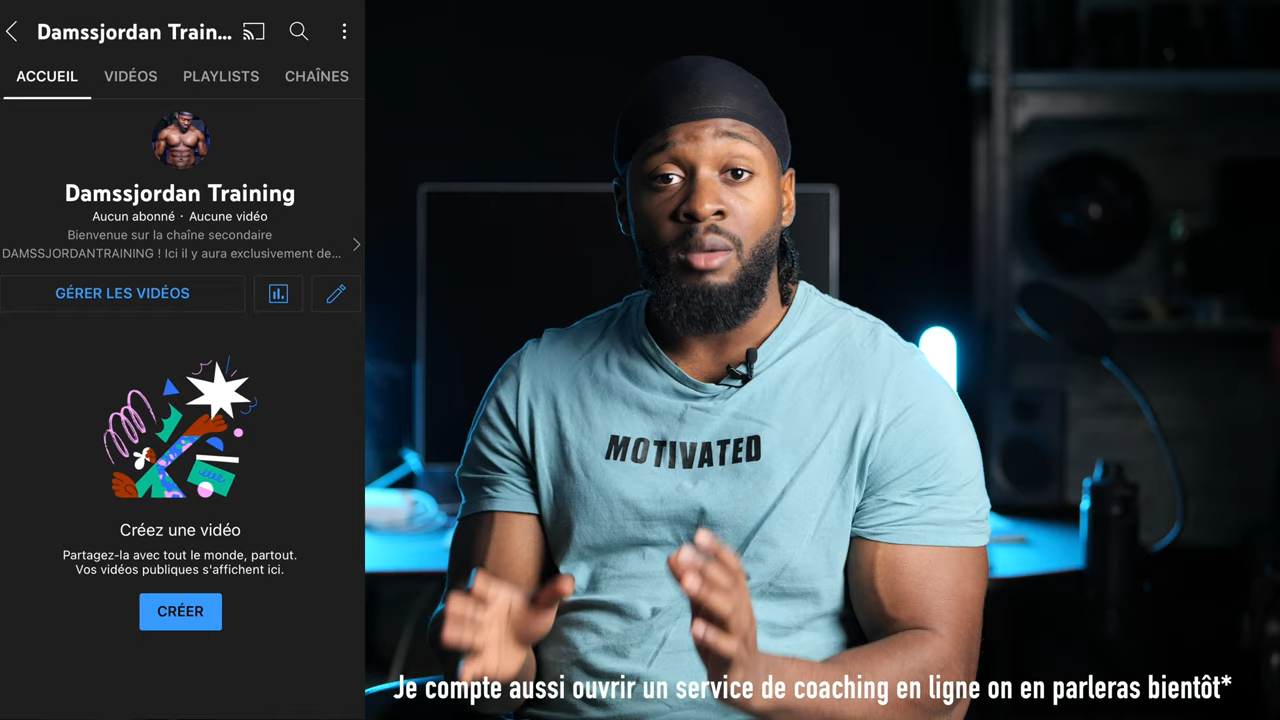 Damssjordan Train...
ACCUEIL VIDÉOS PLAYLISTS CHAÎNES
Damssjordan Training
Aucun abonné · Aucune vidéo
Bienvenue sur la chaîne secondaire
DAMSSJORDANTRAINING ! Ici il y aura exclusivement de...
GÉRER LES VIDÉOS
Créez une vidéo
Partagez-la avec tout le monde, partout.
Vos vidéos publiques s'affichent ici.
CRÉER
MOTIVATED
Je compte aussi ouvrir un service de coaching en ligne on en parleras bientôt*